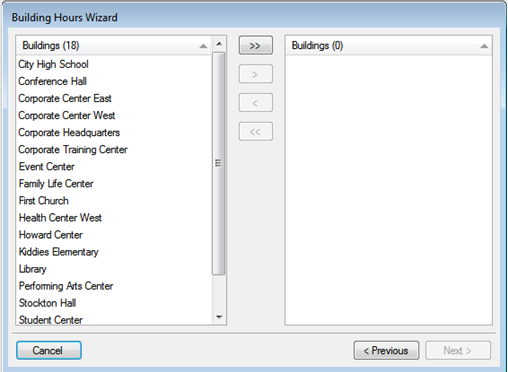 Building Hours Wizard
Buildings (18)
>>
Buildings (0)
City High School
>
Conference Hall
Corporate Center East
<
Corporate Center West
Corporate Headquarters
<<
Corporate Training Center
Event Center
Family Life Center
First Church
Health Center West
Howard Center
Kiddies Elementary
Library
Performing Arts Center
Stockton Hall
Student Center
Cancel
< Previous
Next >